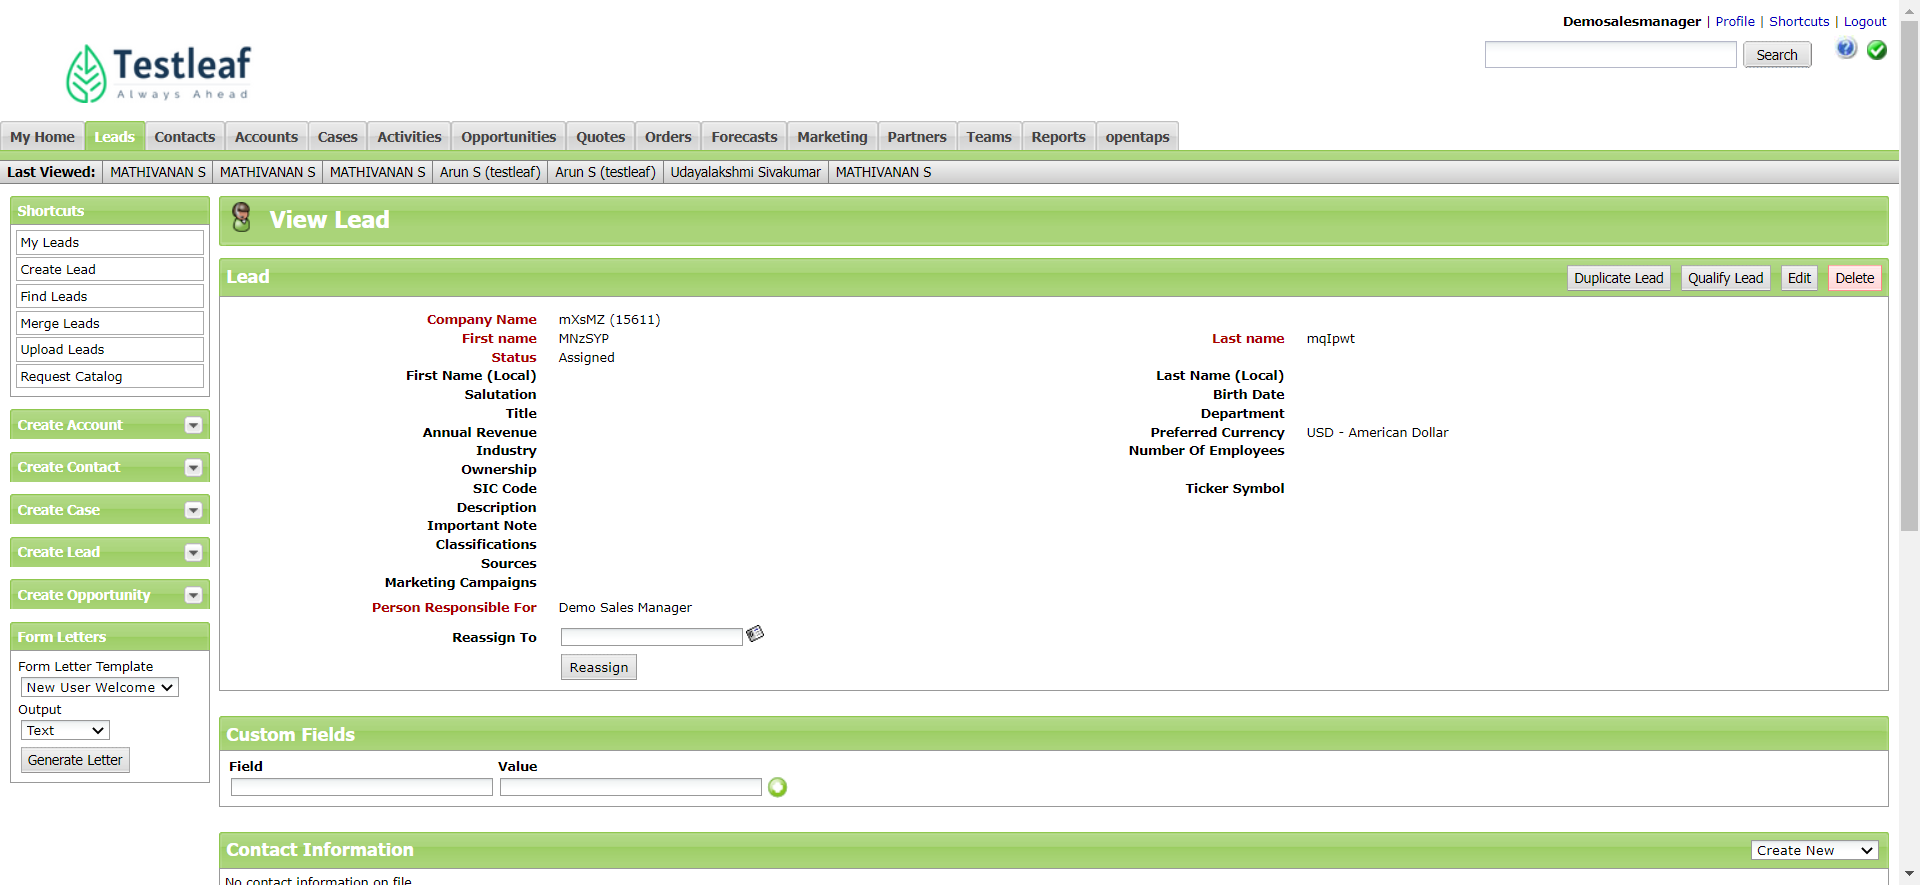 Demosalesmanager | Profile | Shortcuts | Logout
Testleaf
Always Ahead
Search
My Home Leads Contacts Accounts Cases Activities Opportunities Quotes Orders Forecasts Marketing Partners Teams Reports opentaps
Last Viewed: MATHIVANAN S MATHIVANAN S MATHIVANAN S Arun S (testleaf) Arun S (testleaf) Udayalakshmi Sivakumar MATHIVANAN S
Shortcuts
My Leads
Create Lead
Find Leads
Merge Leads
Upload Leads
Request Catalog
Create Account
Create Contact
Create Case
Create Lead
Create Opportunity
Form Letters
Form Letter Template
New User Welcome
Output
Text
Generate Letter
View Lead
Lead Duplicate Lead Qualify Lead Edit Delete
Company Name mXsMZ (15611)
First name MNzSYP Last name mqIpwt
Status Assigned
First Name (Local) Last Name (Local)
Salutation Birth Date
Title Department
Annual Revenue Preferred Currency USD - American Dollar
Industry Number Of Employees
Ownership
SIC Code Ticker Symbol
Description
Important Note
Classifications
Sources
Marketing Campaigns
Person Responsible For Demo Sales Manager
Reassign To
Reassign
Custom Fields
Field Value
Contact Information Create New
No contact information on file